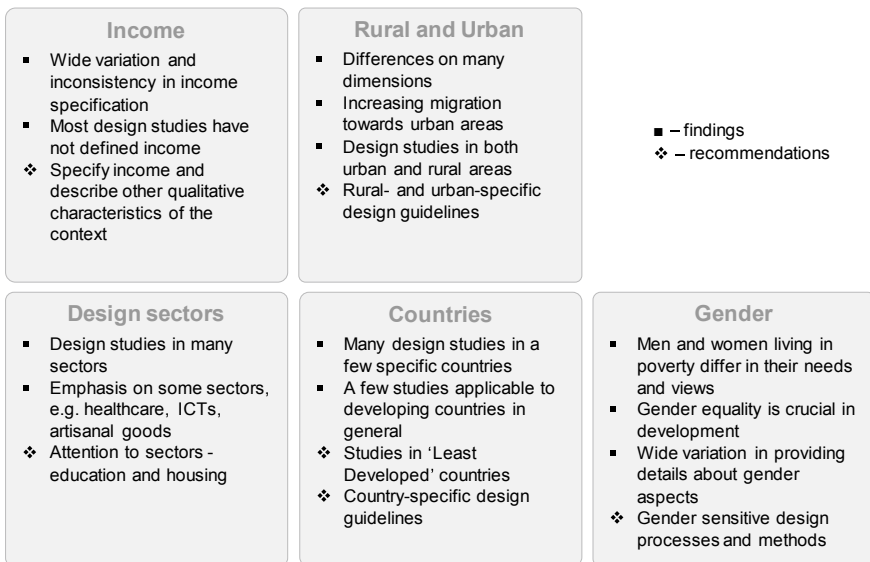 Income
▪ Wide variation and
inconsistency in income
specification
▪ Most design studies have
not defined income
❖ Specify income and
describe other qualitative
characteristics of the
context
Rural and Urban
▪ Differences on many
dimensions
▪ Increasing migration
towards urban areas
▪ Design studies in both
urban and rural areas
❖ Rural- and urban-specific
design guidelines
■ – findings
❖ – recommendations
Design sectors
▪ Design studies in many
sectors
▪ Emphasis on some sectors,
e.g. healthcare, ICTs,
artisanal goods
❖ Attention to sectors -
education and housing
Countries
▪ Many design studies in a
few specific countries
▪ A few studies applicable to
developing countries in
general
❖ Studies in ‘Least
Developed’ countries
❖ Country-specific design
guidelines
Gender
▪ Men and women living in
poverty differ in their needs
and views
▪ Gender equality is crucial in
development
▪ Wide variation in providing
details about gender
aspects
❖ Gender sensitive design
processes and methods